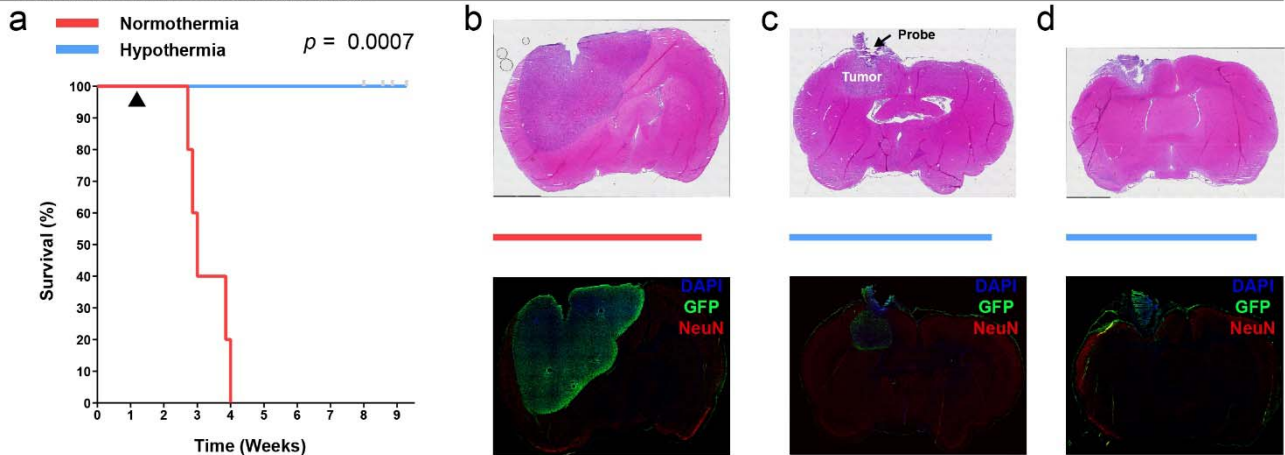 a
Normothermia
Hypothermia
p = 0.0007
Survival (%)
100
90
80
70
60
50
40
30
20
10
0
0 1 2 3 4 5 6 7 8 9
Time (Weeks)
b
DAPI
GFP
NeuN
c
Probe
Tumor
DAPI
GFP
NeuN
d
DAPI
GFP
NeuN